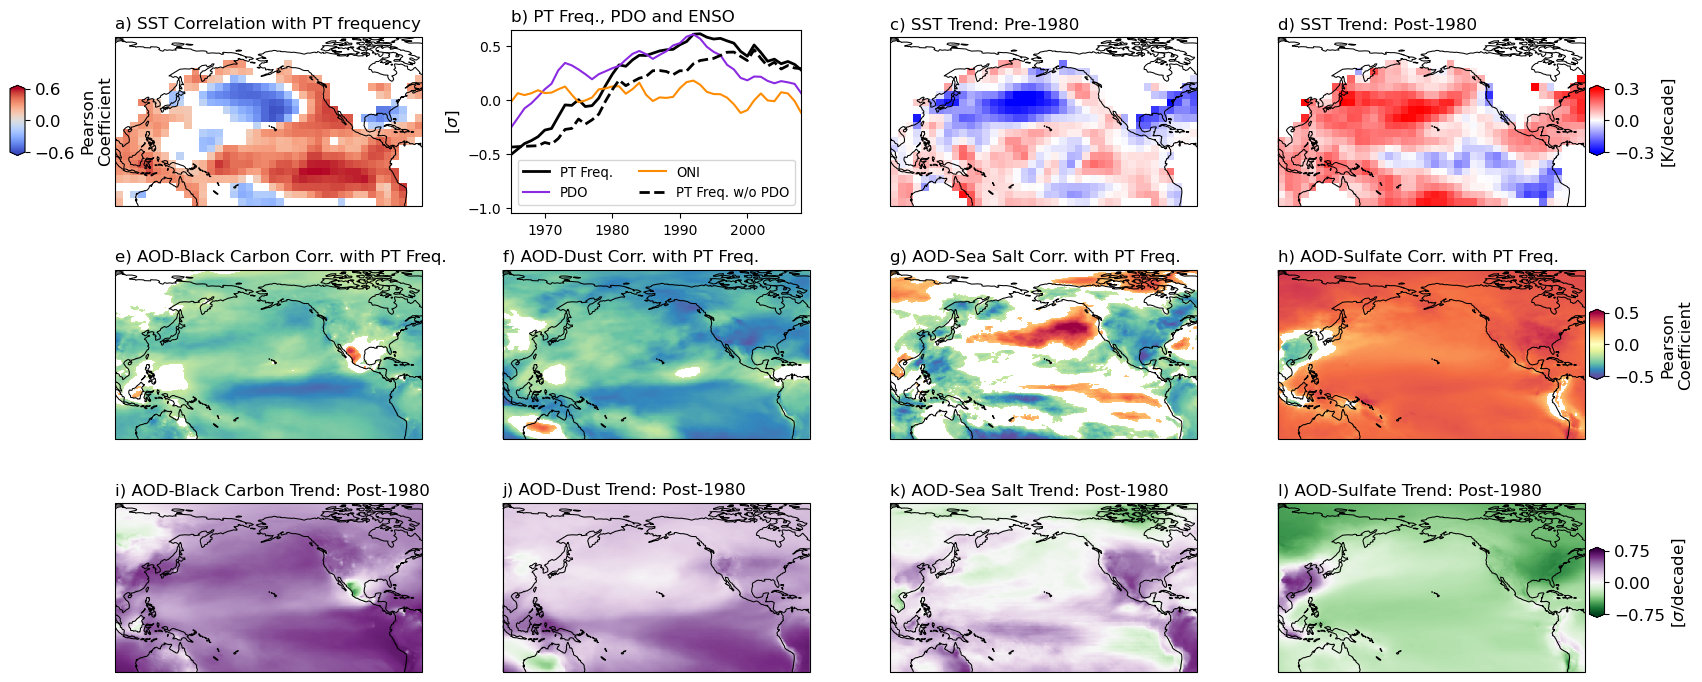 a) SST Correlation with PT frequency
0.6
0.0
−0.6
Pearson
Coefficient
b) PT Freq., PDO and ENSO
0.5
0.0
−0.5
−1.0
[σ]
PT Freq.
PDO
ONI
PT Freq. w/o PDO
1970
1980
1990
2000
c) SST Trend: Pre-1980
d) SST Trend: Post-1980
0.3
0.0
−0.3
[K/decade]
e) AOD-Black Carbon Corr. with PT Freq.
f) AOD-Dust Corr. with PT Freq.
g) AOD-Sea Salt Corr. with PT Freq.
h) AOD-Sulfate Corr. with PT Freq.
0.5
0.0
−0.5
Pearson
Coefficient
i) AOD-Black Carbon Trend: Post-1980
j) AOD-Dust Trend: Post-1980
k) AOD-Sea Salt Trend: Post-1980
l) AOD-Sulfate Trend: Post-1980
0.75
0.00
−0.75
[σ/decade]